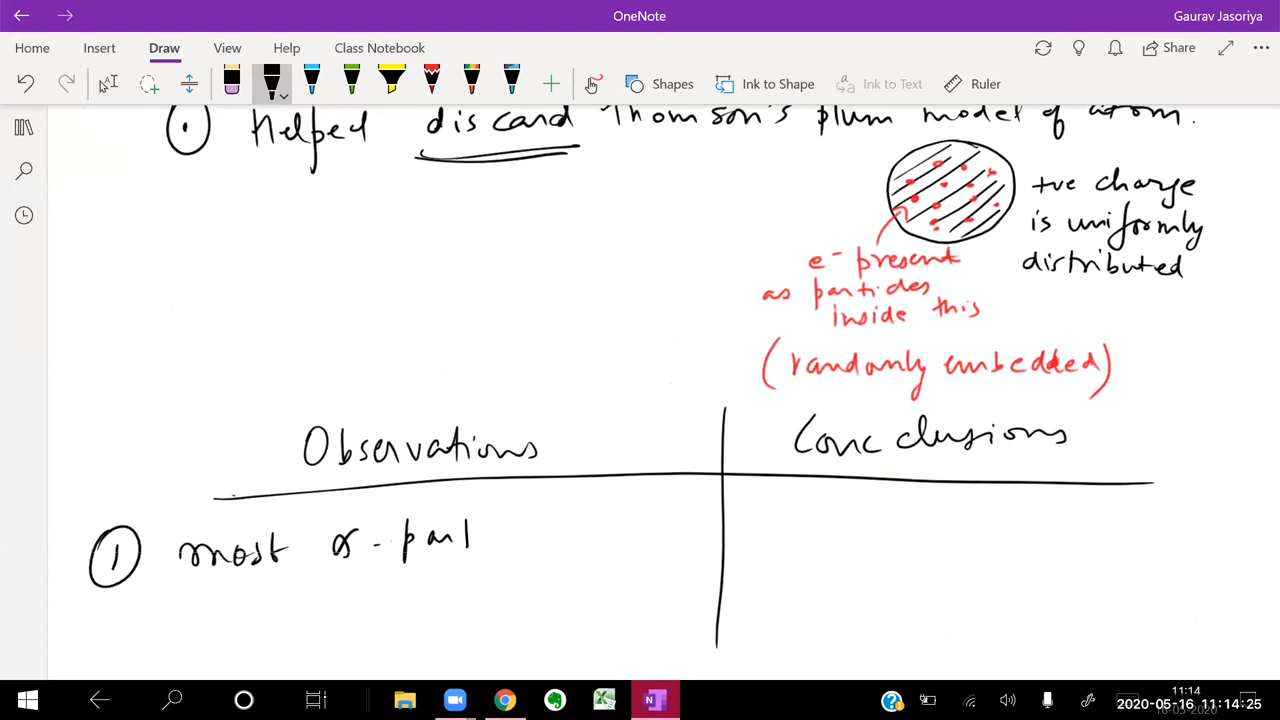 OneNote
Gaurav Jasoriya
Home Insert Draw View Help Class Notebook
Share
Shapes Ink to Shape Ink to Text Ruler
Helped discard Thomson's plum model of atom.
+ve charge
is uniformly
distributed
e- present
as particles
inside this
(randomly embedded)
Observations Conclusions
1 most α-part
11:14
2020-05-16 11:14:25